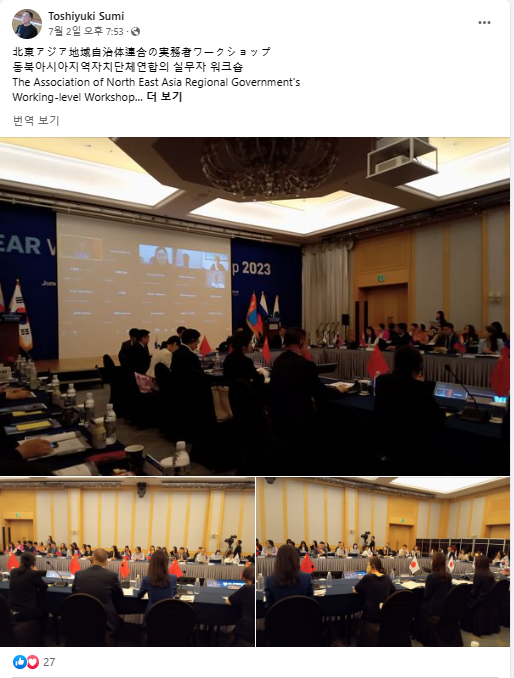 Toshiyuki Sumi
7월 2일 오후 7:53 ·
北東アジア地域自治体連合の実務者ワークショップ
동북아시아지역자치단체연합의 실무자 워크숍
The Association of North East Asia Regional Government's
Working-level Workshop... 더 보기
번역 보기
EAR W
p 2023
June
27